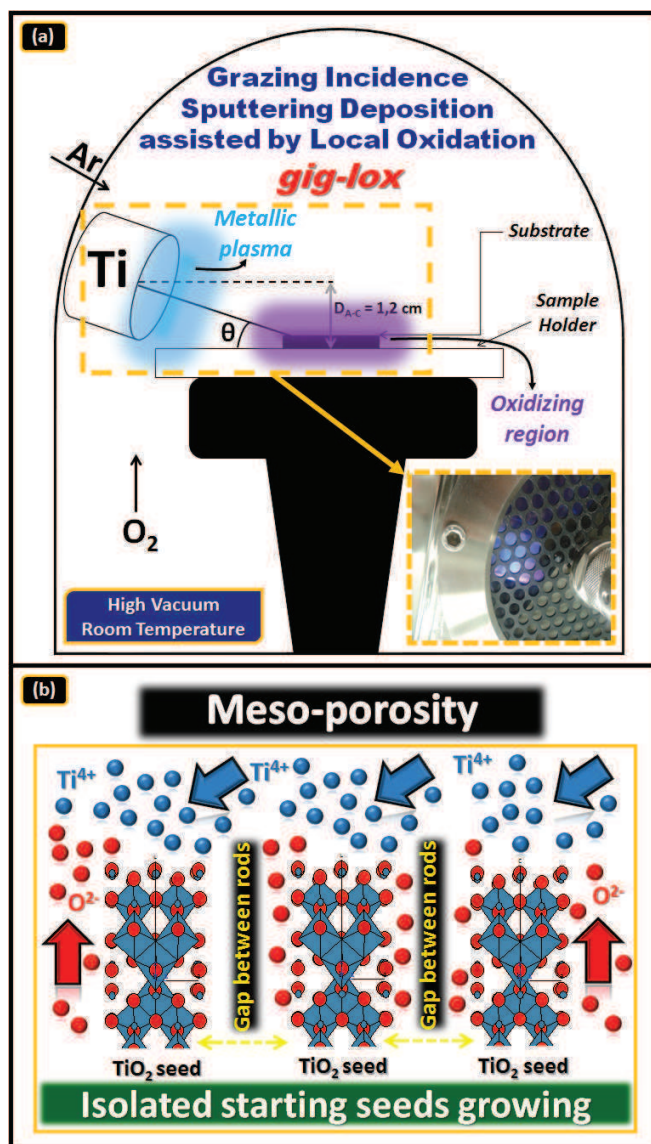 (a)
Grazing Incidence
Sputtering Deposition
assisted by Local Oxidation
gig-lox
Ar
Metallic
plasma
Substrate
Ti
D_A-C = 1,2 cm
Sample
Holder
θ
Oxidizing
region
O₂
High Vacuum
Room Temperature
(b)
Meso-porosity
Ti⁴⁺
Ti⁴⁺
Ti⁴⁺
O²⁻
Gap between rods
Gap between rods
O²⁻
TiO₂ seed
TiO₂ seed
TiO₂ seed
Isolated starting seeds growing